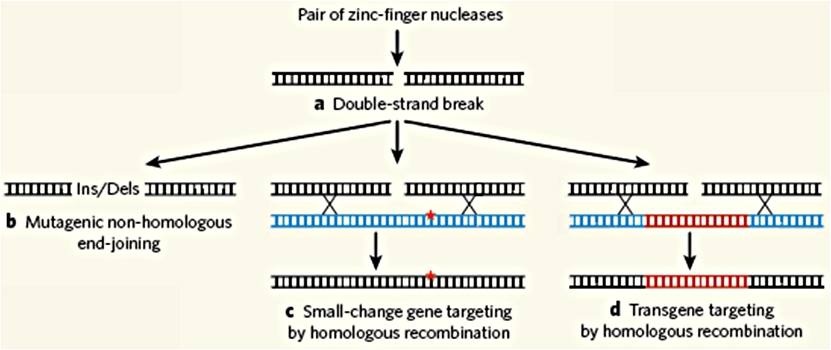 Pair of zinc-finger nucleases
a Double-strand break
Ins/Dels
b Mutagenic non-homologous
end-joining
c Small-change gene targeting
by homologous recombination
d Transgene targeting
by homologous recombination